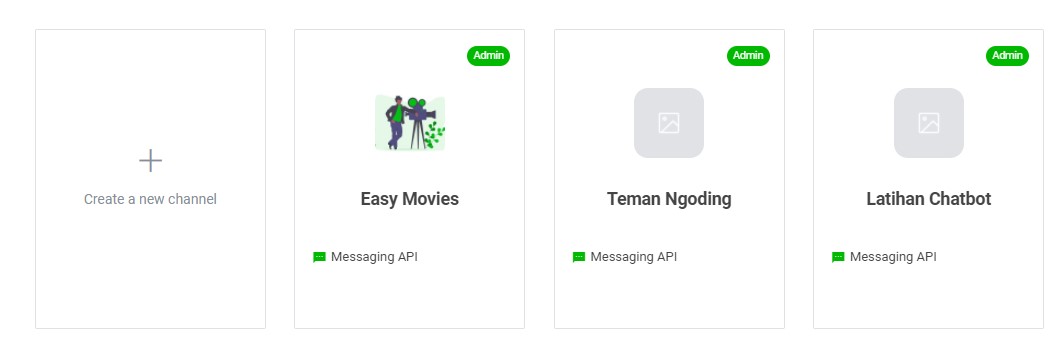 Create a new channel
Admin
Easy Movies
Messaging API
Admin
Teman Ngoding
Messaging API
Admin
Latihan Chatbot
Messaging API